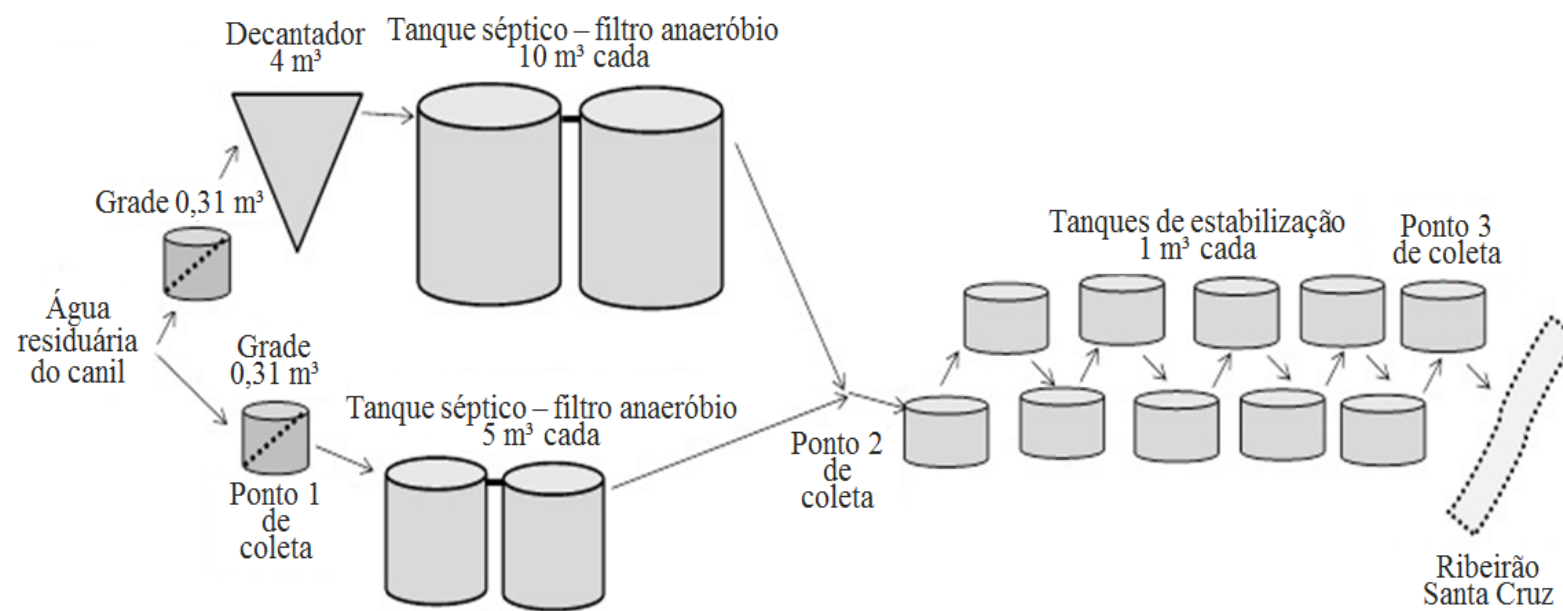 Decantador
4 m³
Tanque séptico – filtro anaeróbio
10 m³ cada
Grade 0,31 m³
Água
residuária
do canil
Grade
0,31 m³
Ponto 1
de
coleta
Tanque séptico – filtro anaeróbio
5 m³ cada
Ponto 2
de
coleta
Tanques de estabilização
1 m³ cada
Ponto 3
de coleta
Ribeirão
Santa Cruz